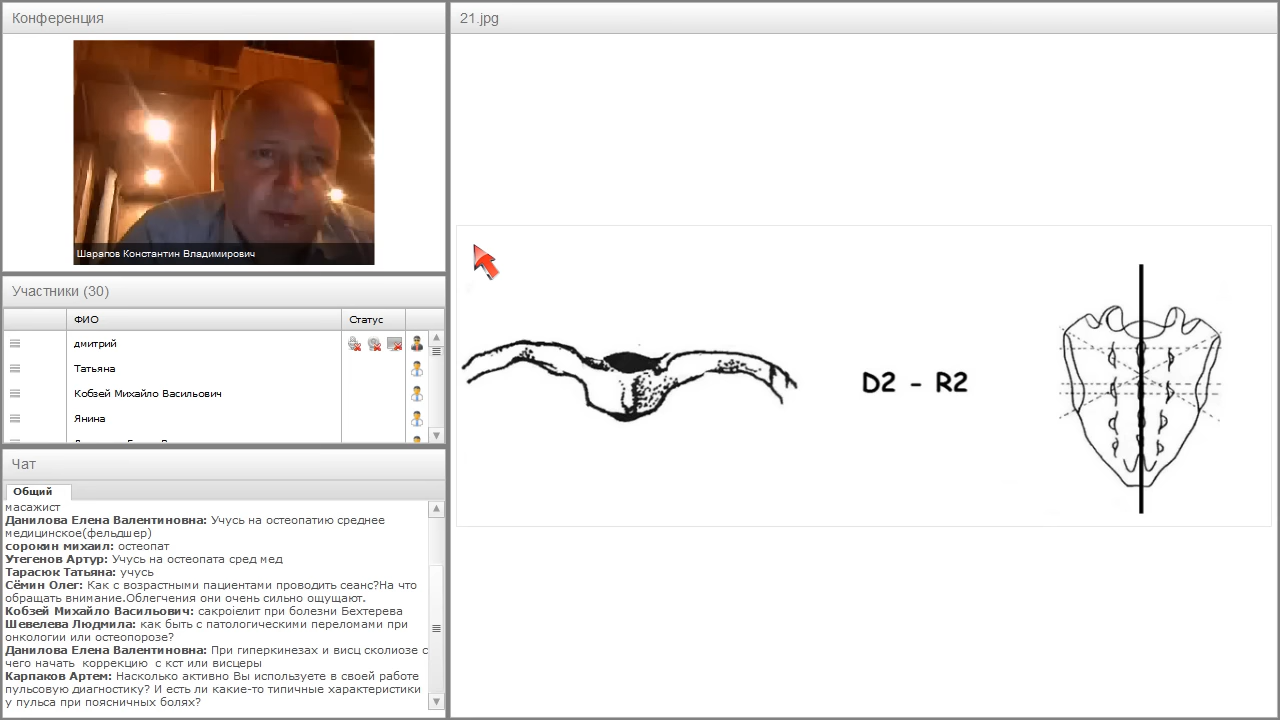 Конференция
Шарапов Константин Владимирович
Участники (30)
ФИО
Статус
дмитрий
Татьяна
Кобзей Михайло Васильович
Янина
Чат
Общий
масажист
Данилова Елена Валентиновна: Учусь на остеопатию среднее
медицинское(фельдшер)
сорокин михаил: остеопат
Утегенов Артур: Учусь на остеопата сред мед
Тарасюк Татьяна: учусь
Сёмин Олег: Как с возрастными пациентами проводить сеанс?На что
обращать внимание.Облегчения они очень сильно ощущают.
Кобзей Михайло Васильович: сакроієлит при болезни Бехтерева
Шевелева Людмила: как быть с патологическими переломами при
онкологии или остеопорозе?
Данилова Елена Валентиновна: При гиперкинезах и висц сколиозе с
чего начать коррекцию с кст или висцеры
Карпаков Артем: Насколько активно Вы используете в своей работе
пульсовую диагностику? И есть ли какие-то типичные характеристики
у пульса при поясничных болях?
21.jpg
D2 - R2